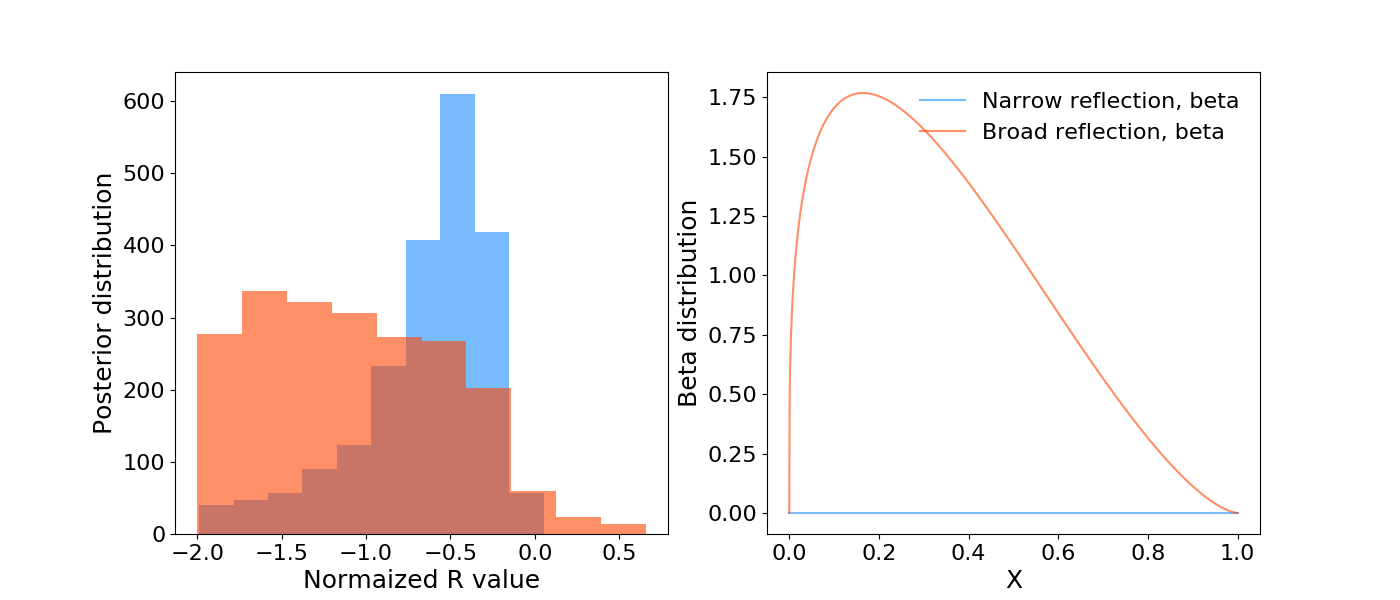 Posterior distribution
600
500
400
300
200
100
0
−2.0 −1.5 −1.0 −0.5 0.0 0.5
Normaized R value
Beta distribution
1.75
1.50
1.25
1.00
0.75
0.50
0.25
0.00
0.0 0.2 0.4 0.6 0.8 1.0
X
Narrow reflection, beta
Broad reflection, beta